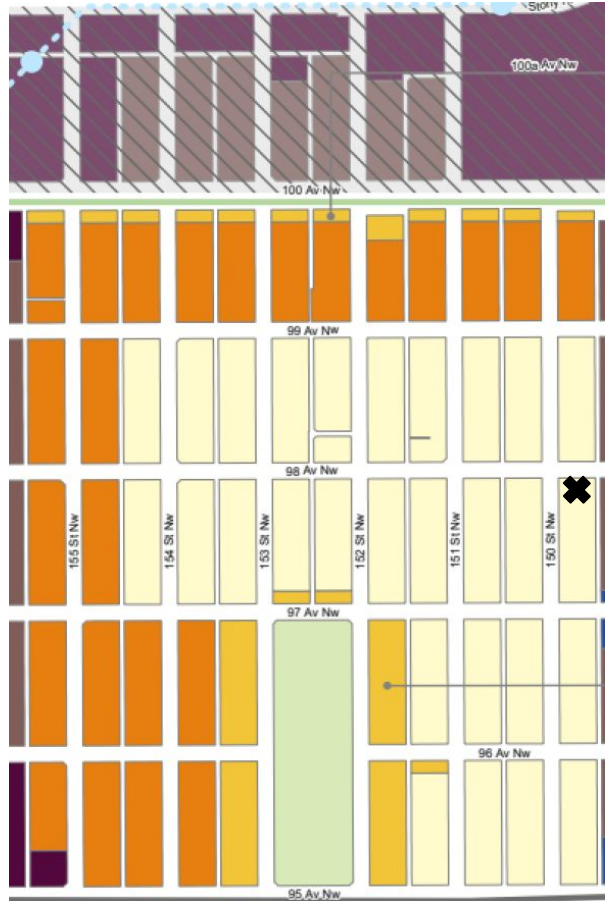 Stony
100a Av Nw
100 Av Nw
99 Av Nw
98 Av Nw
155 St Nw
154 St Nw
153 St Nw
152 St Nw
151 St Nw
150 St Nw
97 Av Nw
96 Av Nw
95 Av Nw